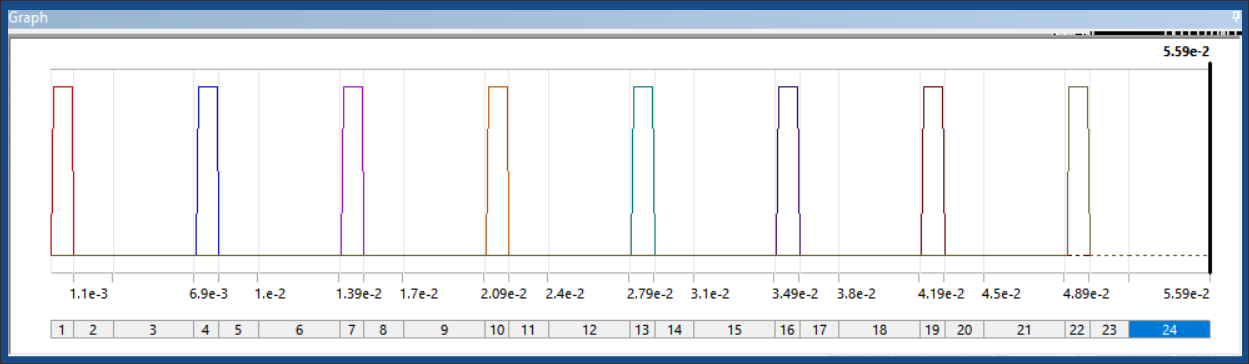 Graph
5.59e-2
1.1e-3 6.9e-3 1.e-2 1.39e-2 1.7e-2 2.09e-2 2.4e-2 2.79e-2 3.1e-2 3.49e-2 3.8e-2 4.19e-2 4.5e-2 4.89e-2 5.59e-2
1 2 3 4 5 6 7 8 9 10 11 12 13 14 15 16 17 18 19 20 21 22 23 24